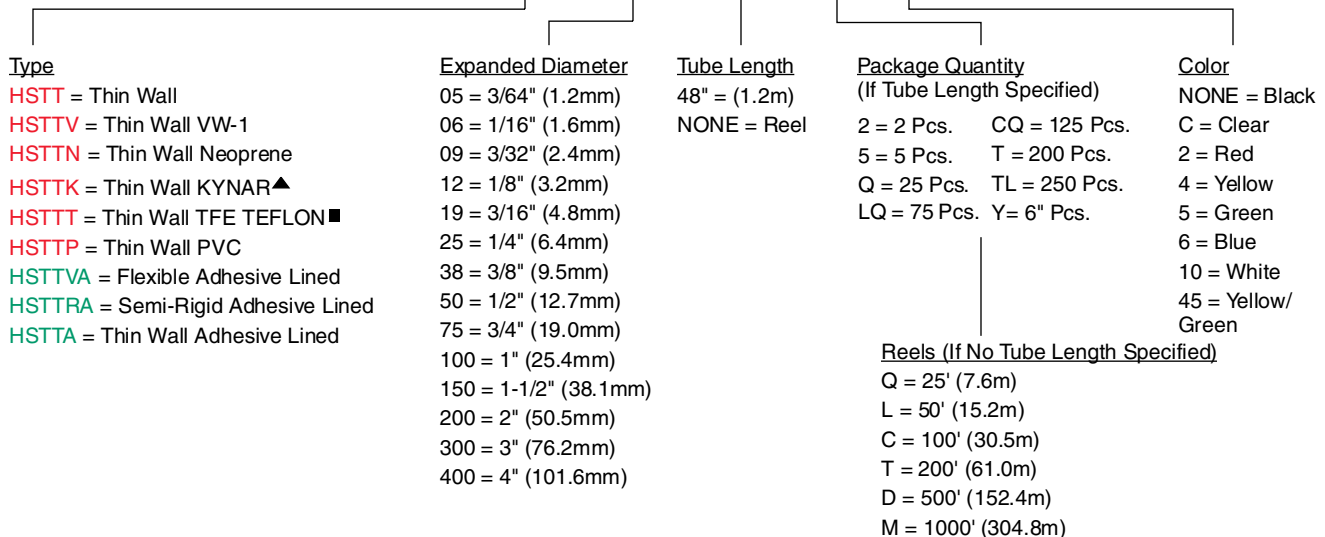 Type
HSTT = Thin Wall
HSTTV = Thin Wall VW-1
HSTTN = Thin Wall Neoprene
HSTTK = Thin Wall KYNAR▲
HSTTT = Thin Wall TFE TEFLON■
HSTTP = Thin Wall PVC
HSTTVA = Flexible Adhesive Lined
HSTTRA = Semi-Rigid Adhesive Lined
HSTTA = Thin Wall Adhesive Lined
Expanded Diameter
05 = 3/64" (1.2mm)
06 = 1/16" (1.6mm)
09 = 3/32" (2.4mm)
12 = 1/8" (3.2mm)
19 = 3/16" (4.8mm)
25 = 1/4" (6.4mm)
38 = 3/8" (9.5mm)
50 = 1/2" (12.7mm)
75 = 3/4" (19.0mm)
100 = 1" (25.4mm)
150 = 1-1/2" (38.1mm)
200 = 2" (50.5mm)
300 = 3" (76.2mm)
400 = 4" (101.6mm)
Tube Length
48" = (1.2m)
NONE = Reel
Package Quantity
(If Tube Length Specified)
2 = 2 Pcs.
5 = 5 Pcs.
Q = 25 Pcs.
LQ = 75 Pcs.
CQ = 125 Pcs.
T = 200 Pcs.
TL = 250 Pcs.
Y= 6" Pcs.
Reels (If No Tube Length Specified)
Q = 25' (7.6m)
L = 50' (15.2m)
C = 100' (30.5m)
T = 200' (61.0m)
D = 500' (152.4m)
M = 1000' (304.8m)
Color
NONE = Black
C = Clear
2 = Red
4 = Yellow
5 = Green
6 = Blue
10 = White
45 = Yellow/
Green